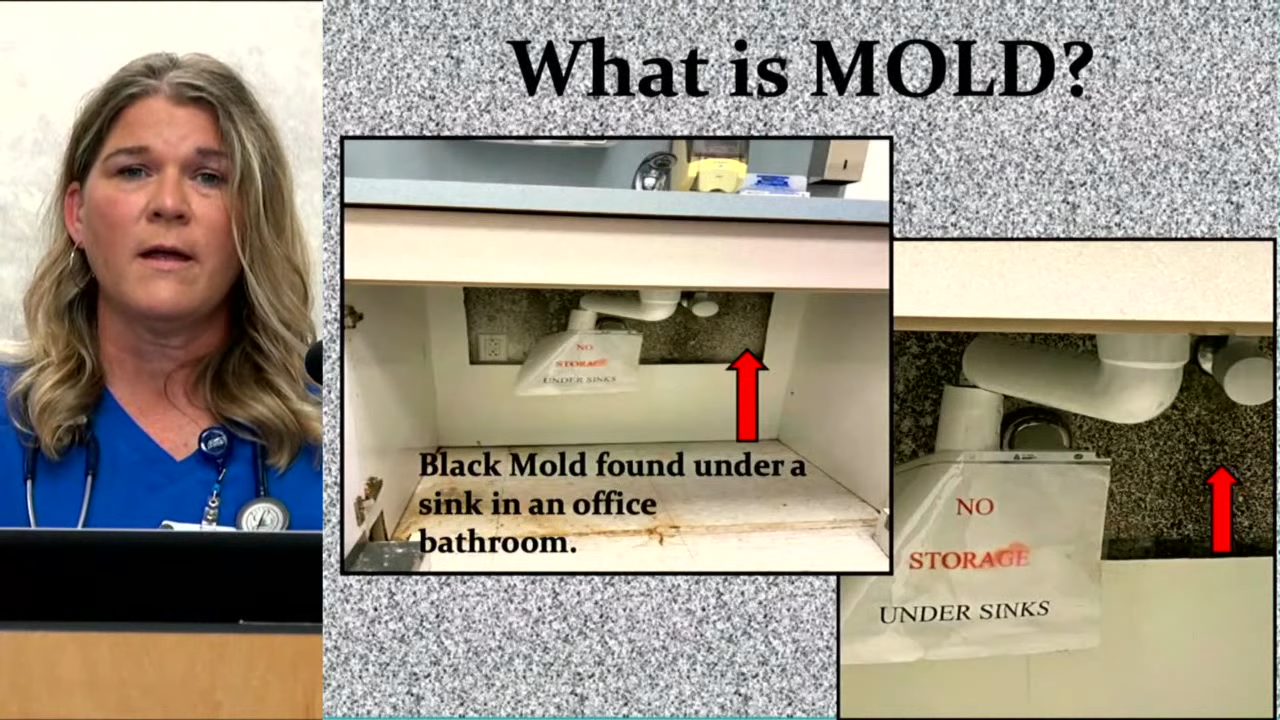 What is MOLD?
NO
STORAGE
UNDER SINKS
Black Mold found under a
sink in an office
bathroom.
NO
STORAGE
UNDER SINKS